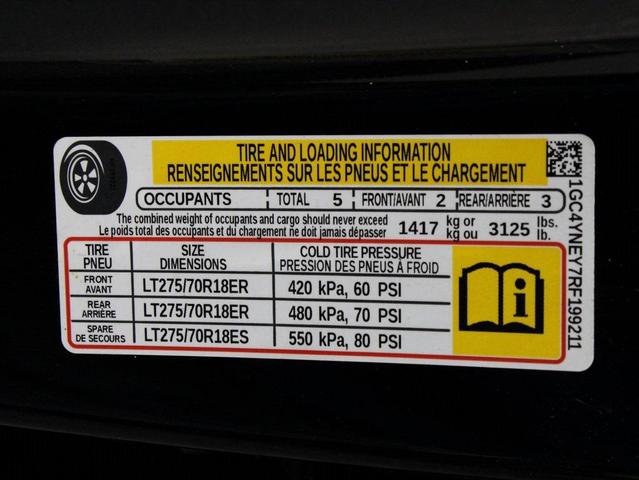 TIRE AND LOADING INFORMATION
RENSEIGNEMENTS SUR LES PNEUS ET LE CHARGEMENT
OCCUPANTS TOTAL 5 FRONT/AVANT 2 REAR/ARRIÈRE 3
The combined weight of occupants and cargo should never exceed 1417 kg or 3125 lbs.
Le poids total des occupants et du chargement ne doit jamais dépasser kg ou lb.
TIRE SIZE COLD TIRE PRESSURE
PNEU DIMENSIONS PRESSION DES PNEUS À FROID
FRONT
AVANT LT275/70R18ER 420 kPa, 60 PSI
REAR
ARRIÈRE LT275/70R18ER 480 kPa, 70 PSI
SPARE
DE SECOURS LT275/70R18ES 550 kPa, 80 PSI
i
1GC4YNEY7RF199211